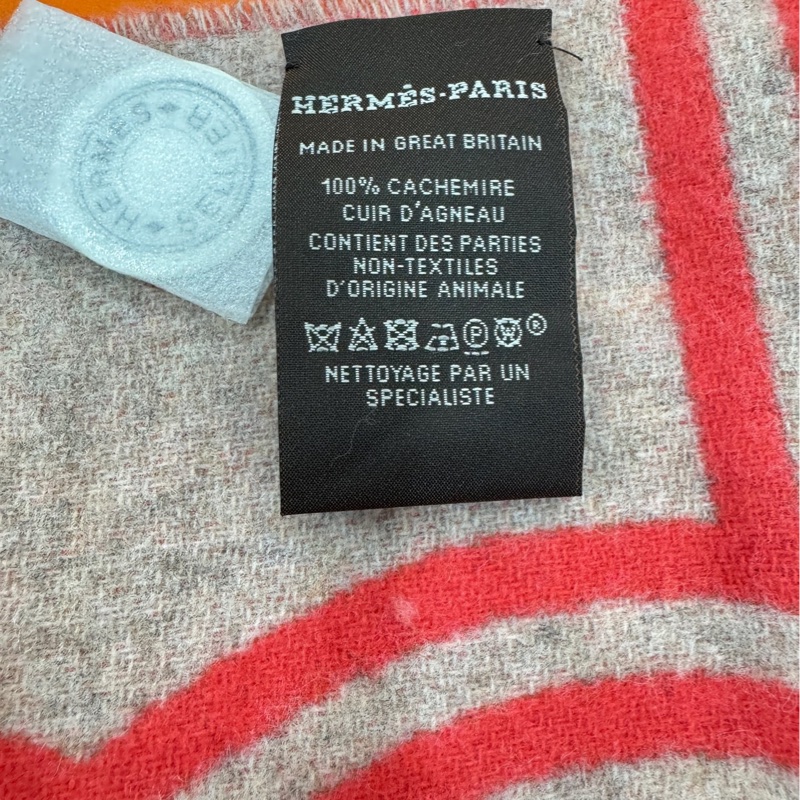 HERMÈS-PARIS
MADE IN GREAT BRITAIN
100% CACHEMIRE
CUIR D'AGNEAU
CONTIENT DES PARTIES
NON-TEXTILES
D'ORIGINE ANIMALE
P W ®
NETTOYAGE PAR UN
SPECIALISTE
HERMÈS